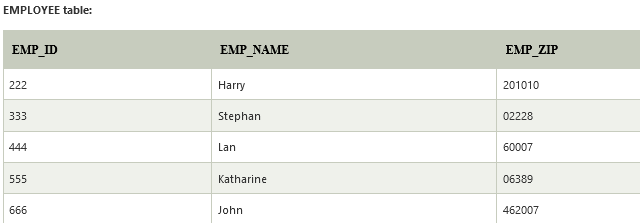 EMPLOYEE table:
EMP_ID EMP_NAME EMP_ZIP
222 Harry 201010
333 Stephan 02228
444 Lan 60007
555 Katharine 06389
666 John 462007